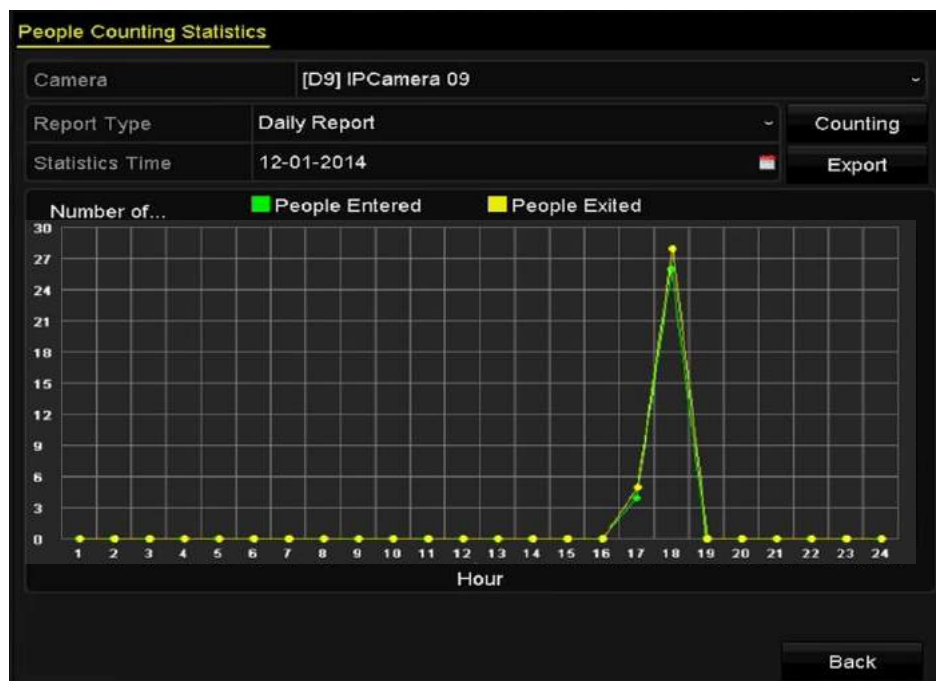 People Counting Statistics
Camera [D9] IPCamera 09
Report Type Daily Report Counting
Statistics Time 12-01-2014 Export
Number of... People Entered People Exited
30
27
24
21
18
15
12
9
6
3
0
1 2 3 4 5 6 7 8 9 10 11 12 13 14 15 16 17 18 19 20 21 22 23 24
Hour
Back